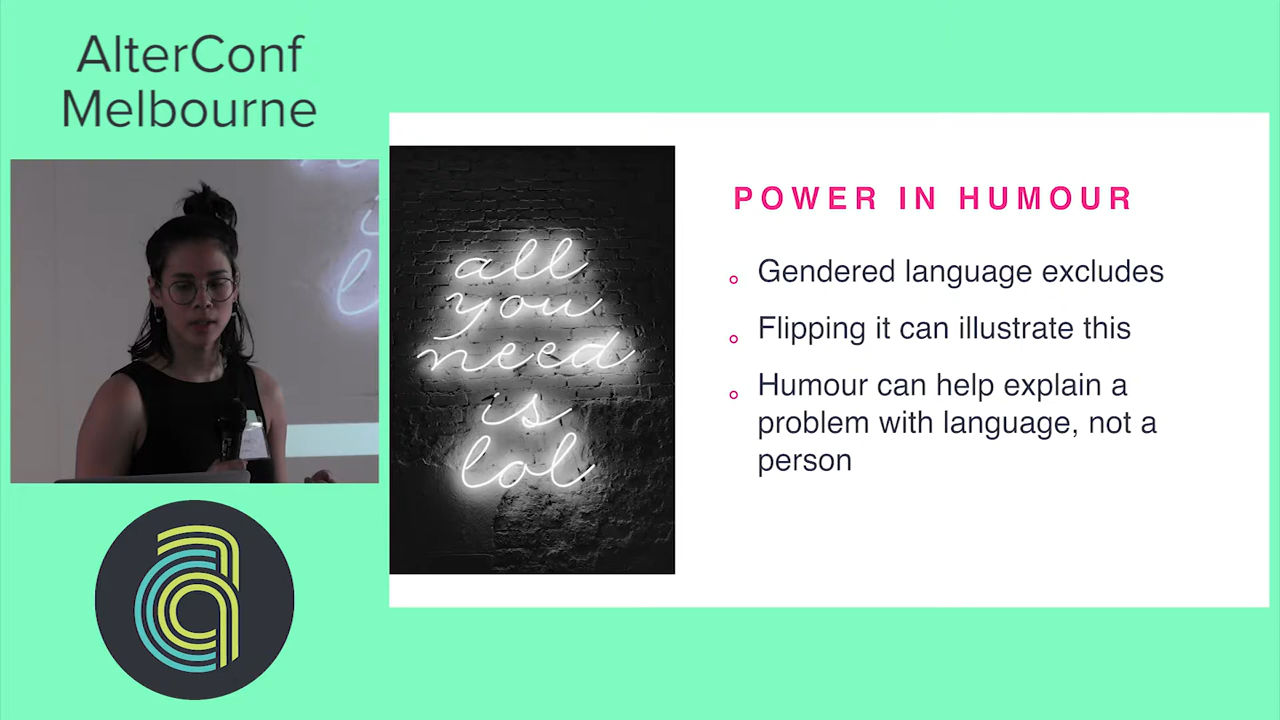 AlterConf
Melbourne
all
you
need
is
lol
POWER IN HUMOUR
Gendered language excludes
Flipping it can illustrate this
Humour can help explain a
problem with language, not a
person